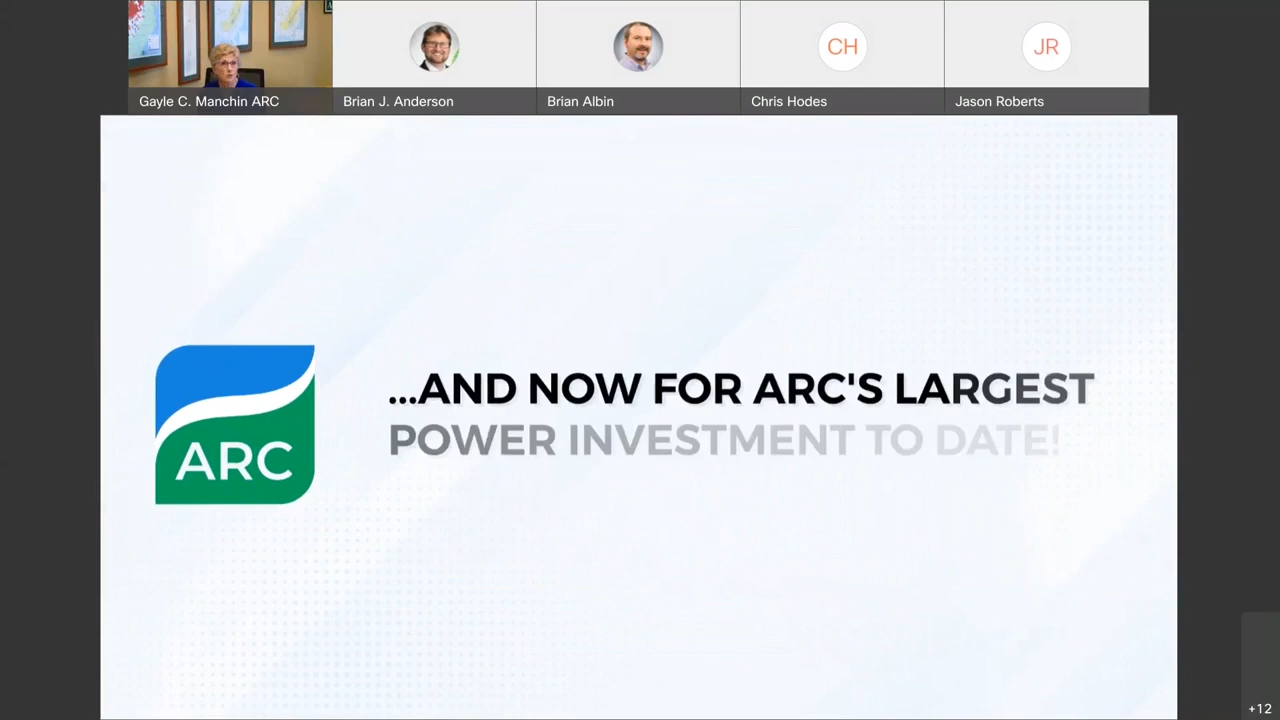 Gayle C. Manchin ARC
Brian J. Anderson
Brian Albin
CH
Chris Hodes
JR
Jason Roberts
...AND NOW FOR ARC'S LARGEST
POWER INVESTMENT TO DATE!
ARC
+12